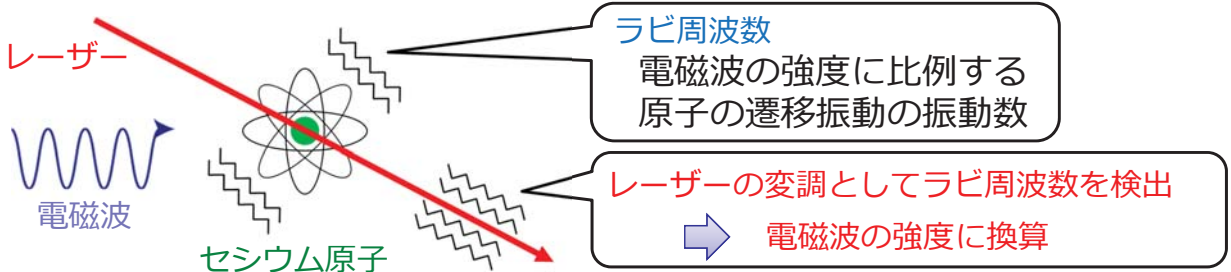 レーザー
電磁波
セシウム原子
ラビ周波数
電磁波の強度に比例する
原子の遷移振動の振動数
レーザーの変調としてラビ周波数を検出
電磁波の強度に換算